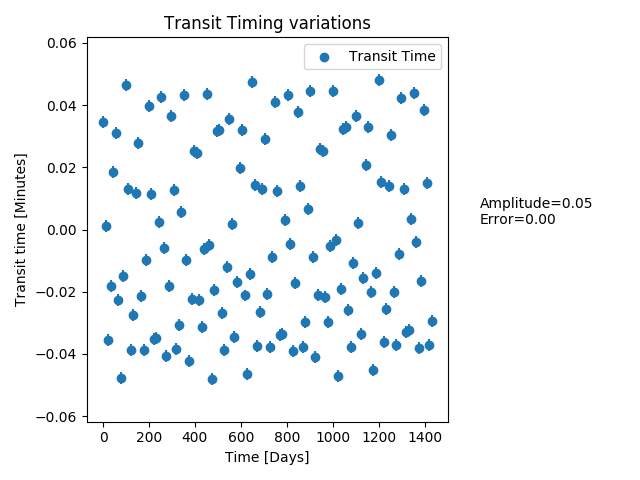 Transit Timing variations
0.06
0.04
0.02
0.00
−0.02
−0.04
−0.06
Transit time [Minutes]
Transit Time
0
200
400
600
800
1000
1200
1400
Time [Days]
Amplitude=0.05
Error=0.00